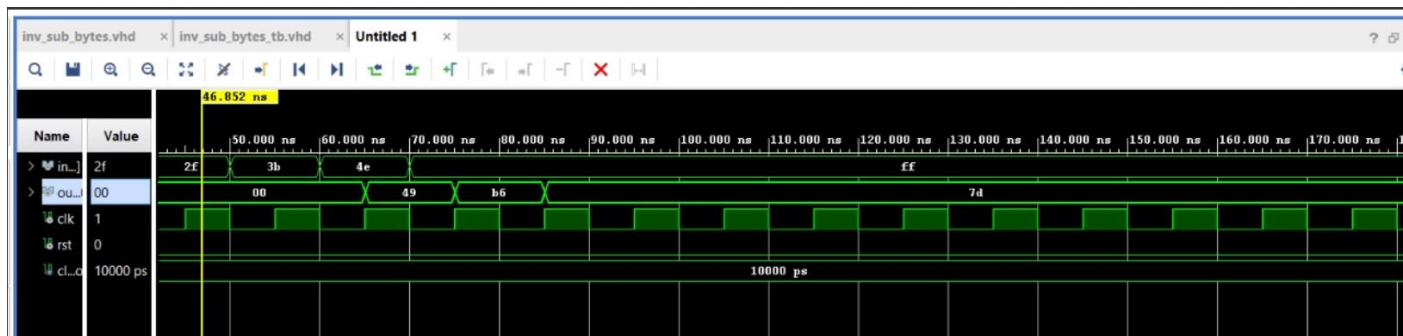 inv_sub_bytes.vhd × inv_sub_bytes_tb.vhd × Untitled 1 × ?
46.852 ns
Name Value 50.000 ns 60.000 ns 70.000 ns 80.000 ns 90.000 ns 100.000 ns 110.000 ns 120.000 ns 130.000 ns 140.000 ns 150.000 ns 160.000 ns 170.000 ns
in...] 2f 2f 3b 4e ff
ou... 00 00 49 b6 7d
clk 1
rst 0
cl...o 10000 ps 10000 ps